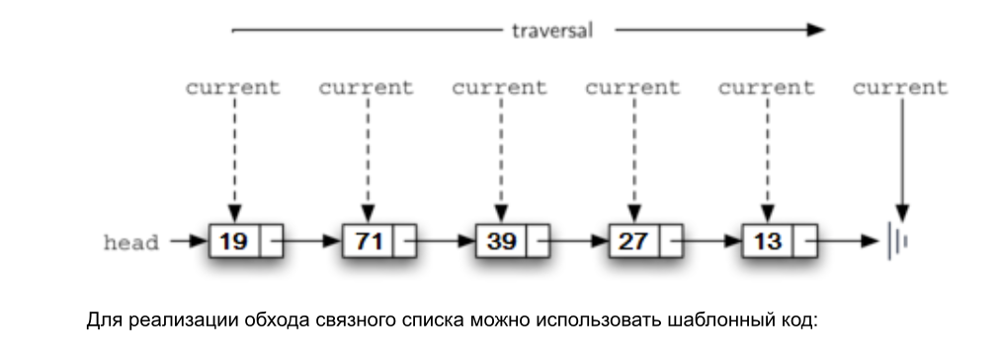 traversal
current current current current current current
head 19 71 39 27 13
Для реализации обхода связного списка можно использовать шаблонный код: